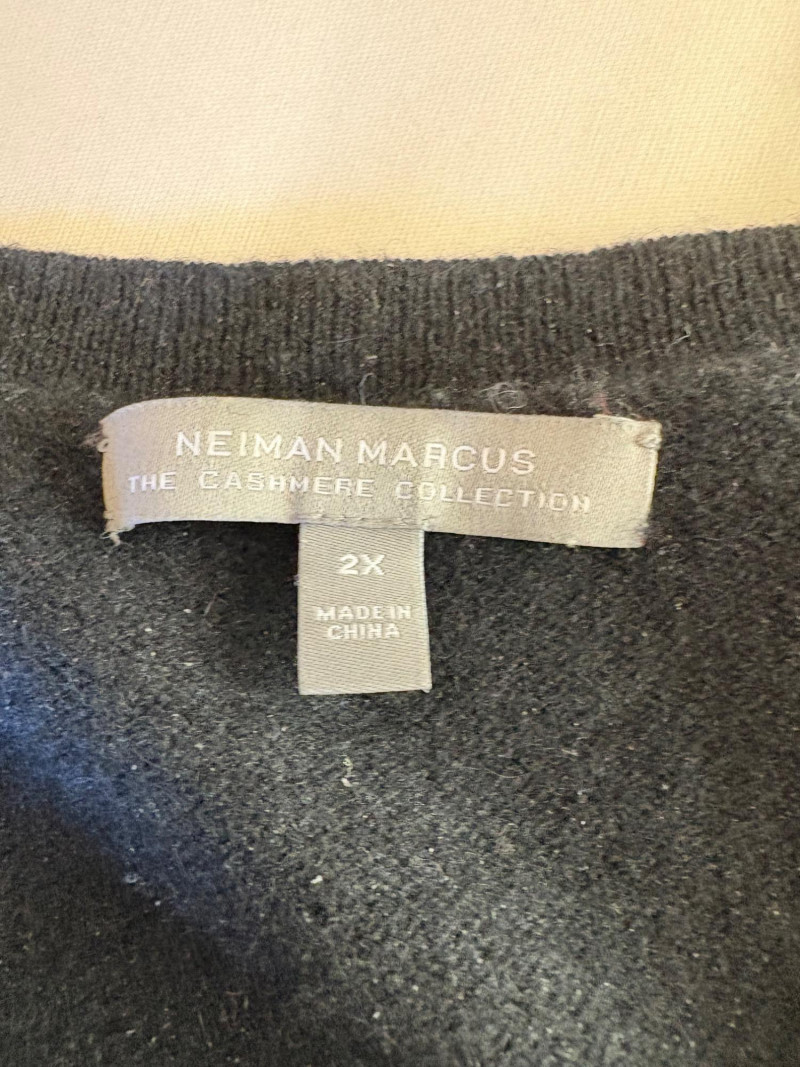 NEIMAN MARCUS
THE CASHMERE COLLECTION
2X
MADE IN
CHINA